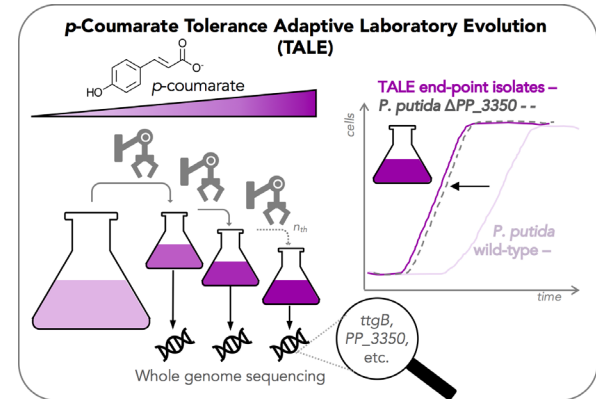 p-Coumarate Tolerance Adaptive Laboratory Evolution
(TALE)
HO
O
O-
p-coumarate
nth
Whole genome sequencing
ttgB,
PP_3350,
etc.
TALE end-point isolates –
P. putida ΔPP_3350 - -
cells
P. putida
wild-type –
time